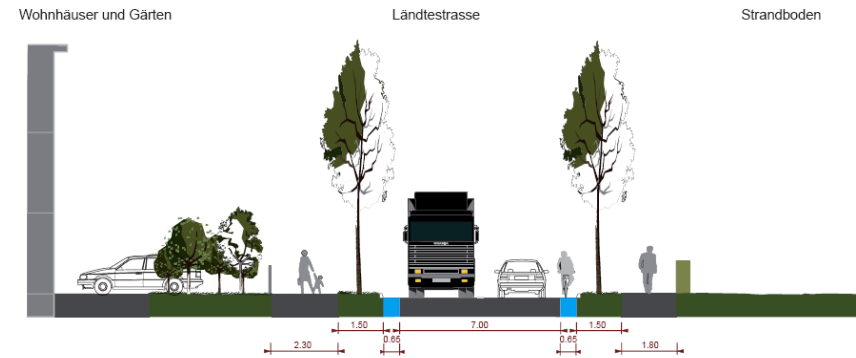 Wohnhäuser und Gärten
Ländtestrasse
Strandboden
1.50
7.00
1.50
0.65
0.65
2.30
1.80